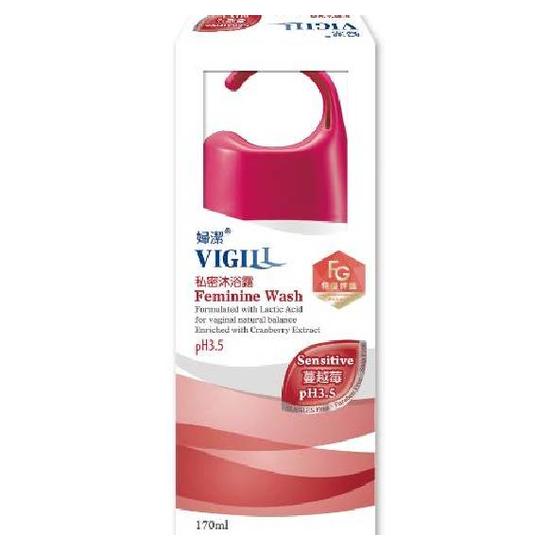 婦潔®
VIGILL
私密沐浴露
Feminine Wash
Formulated with Lactic Acid
for vaginal natural balance
Enriched with Cranberry Extract
pH3.5
FG
Sensitive
蔓越莓
pH3.5
170ml